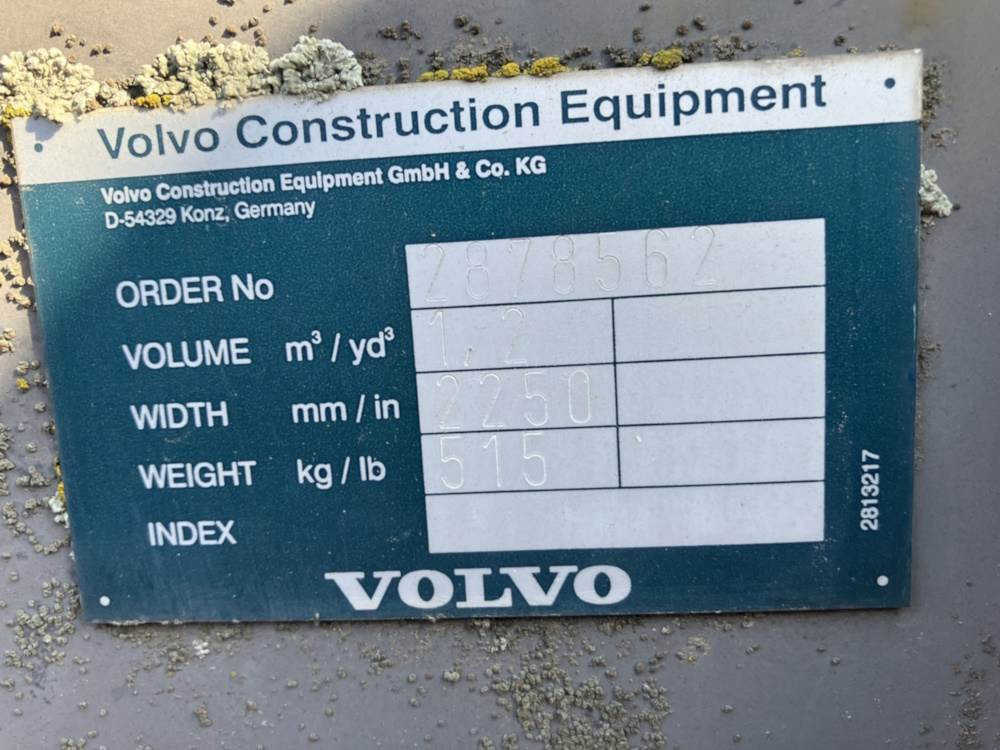 Volvo Construction Equipment
Volvo Construction Equipment GmbH & Co. KG
D-54329 Konz, Germany
ORDER No 2878562
VOLUME m³ / yd³ 1,2
WIDTH mm / in 2250
WEIGHT kg / lb 515
INDEX
2813217
VOLVO